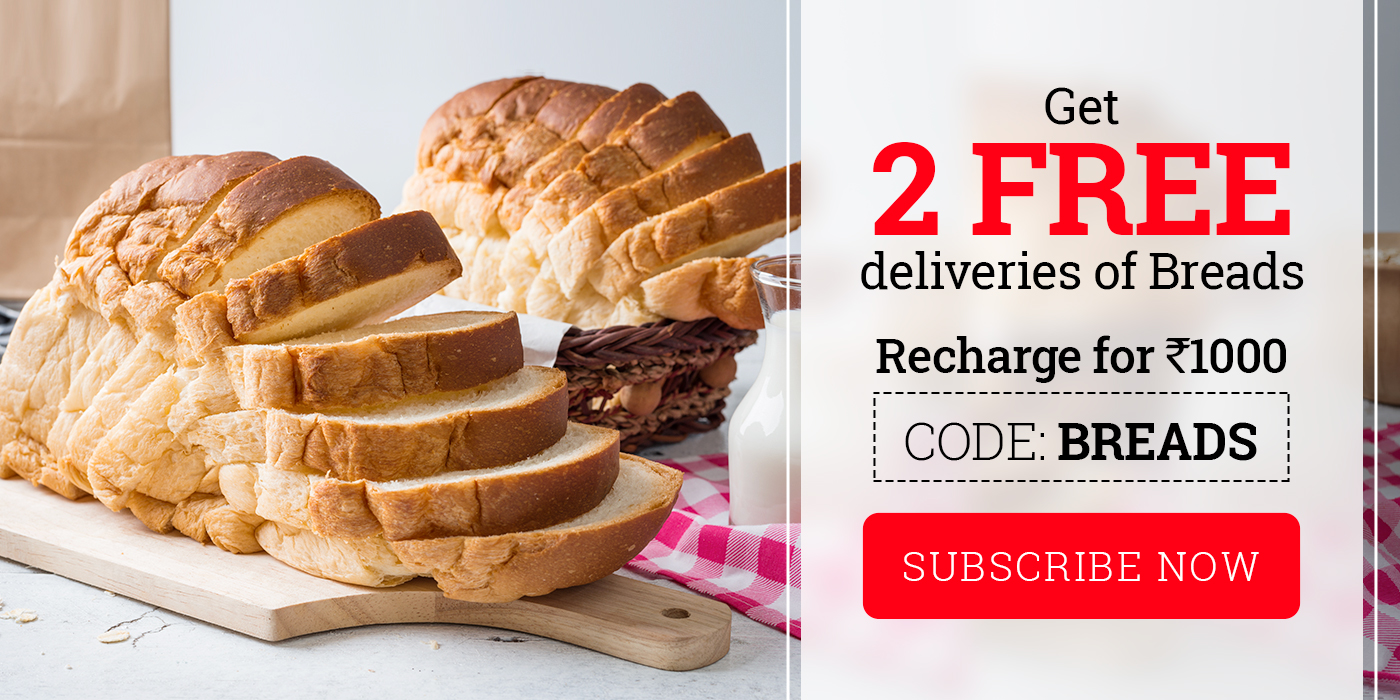 Get
2 FREE
deliveries of Breads
Recharge for ₹1000
CODE: BREADS
SUBSCRIBE NOW